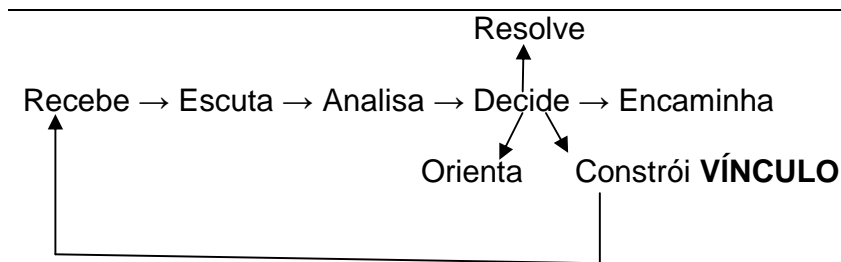 Resolve
Recebe → Escuta → Analisa → Decide → Encaminha
Orienta Constrói VÍNCULO